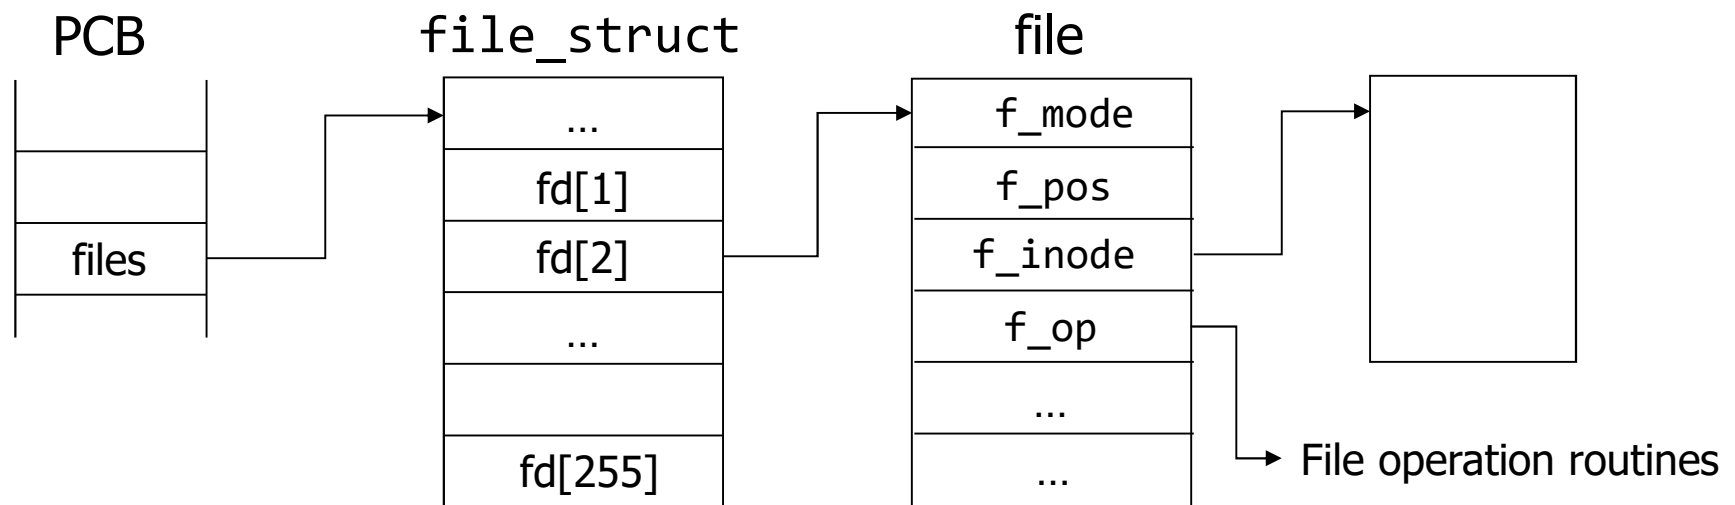 PCB
files
file_struct
...
fd[1]
fd[2]
...
fd[255]
file
f_mode
f_pos
f_inode
f_op
...
...
File operation routines